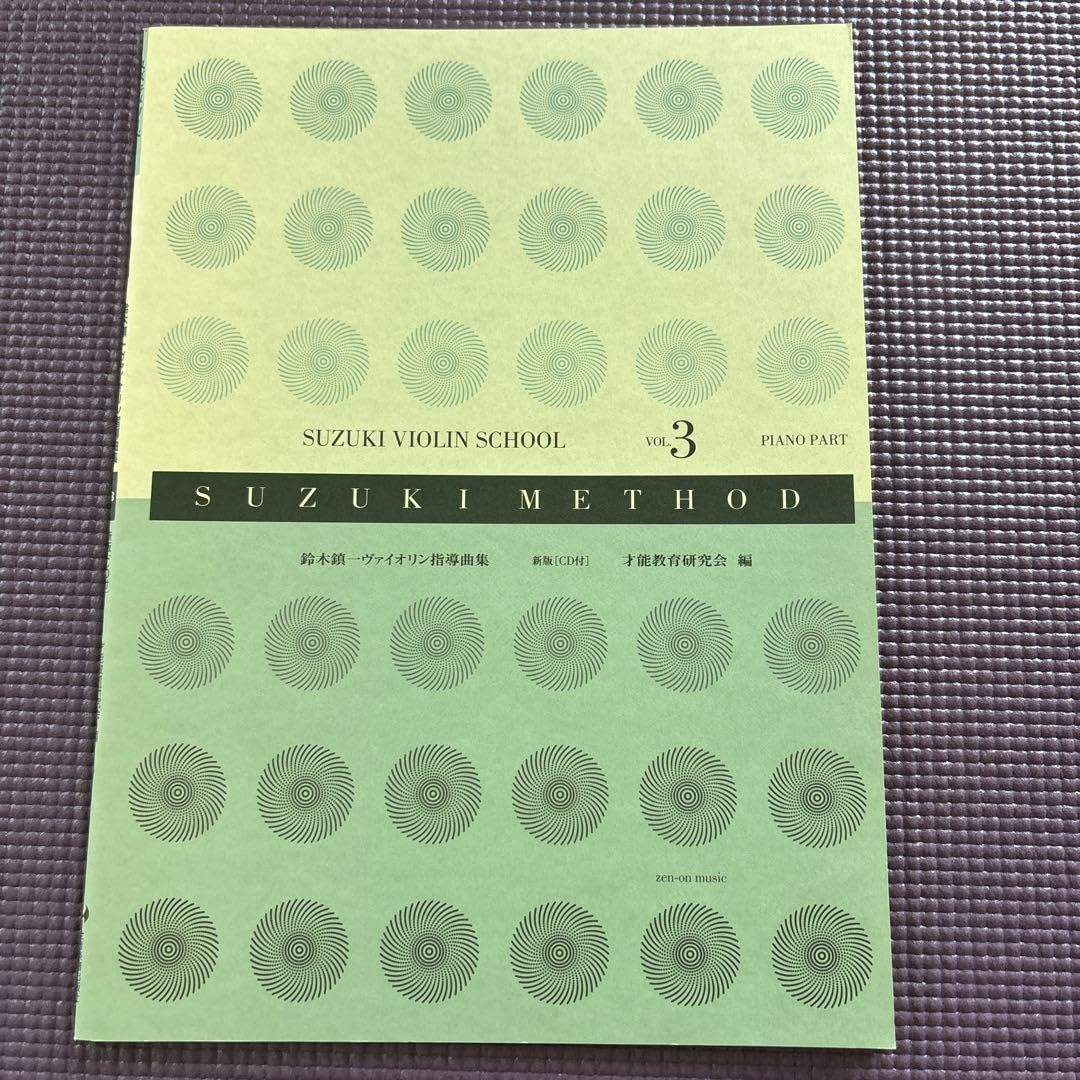 SUZUKI VIOLIN SCHOOL VOL.3 PIANO PART
SUZUKI METHOD
鈴木鎮一ヴァイオリン指導曲集 新版[CD付] 才能教育研究会 編
zen-on music